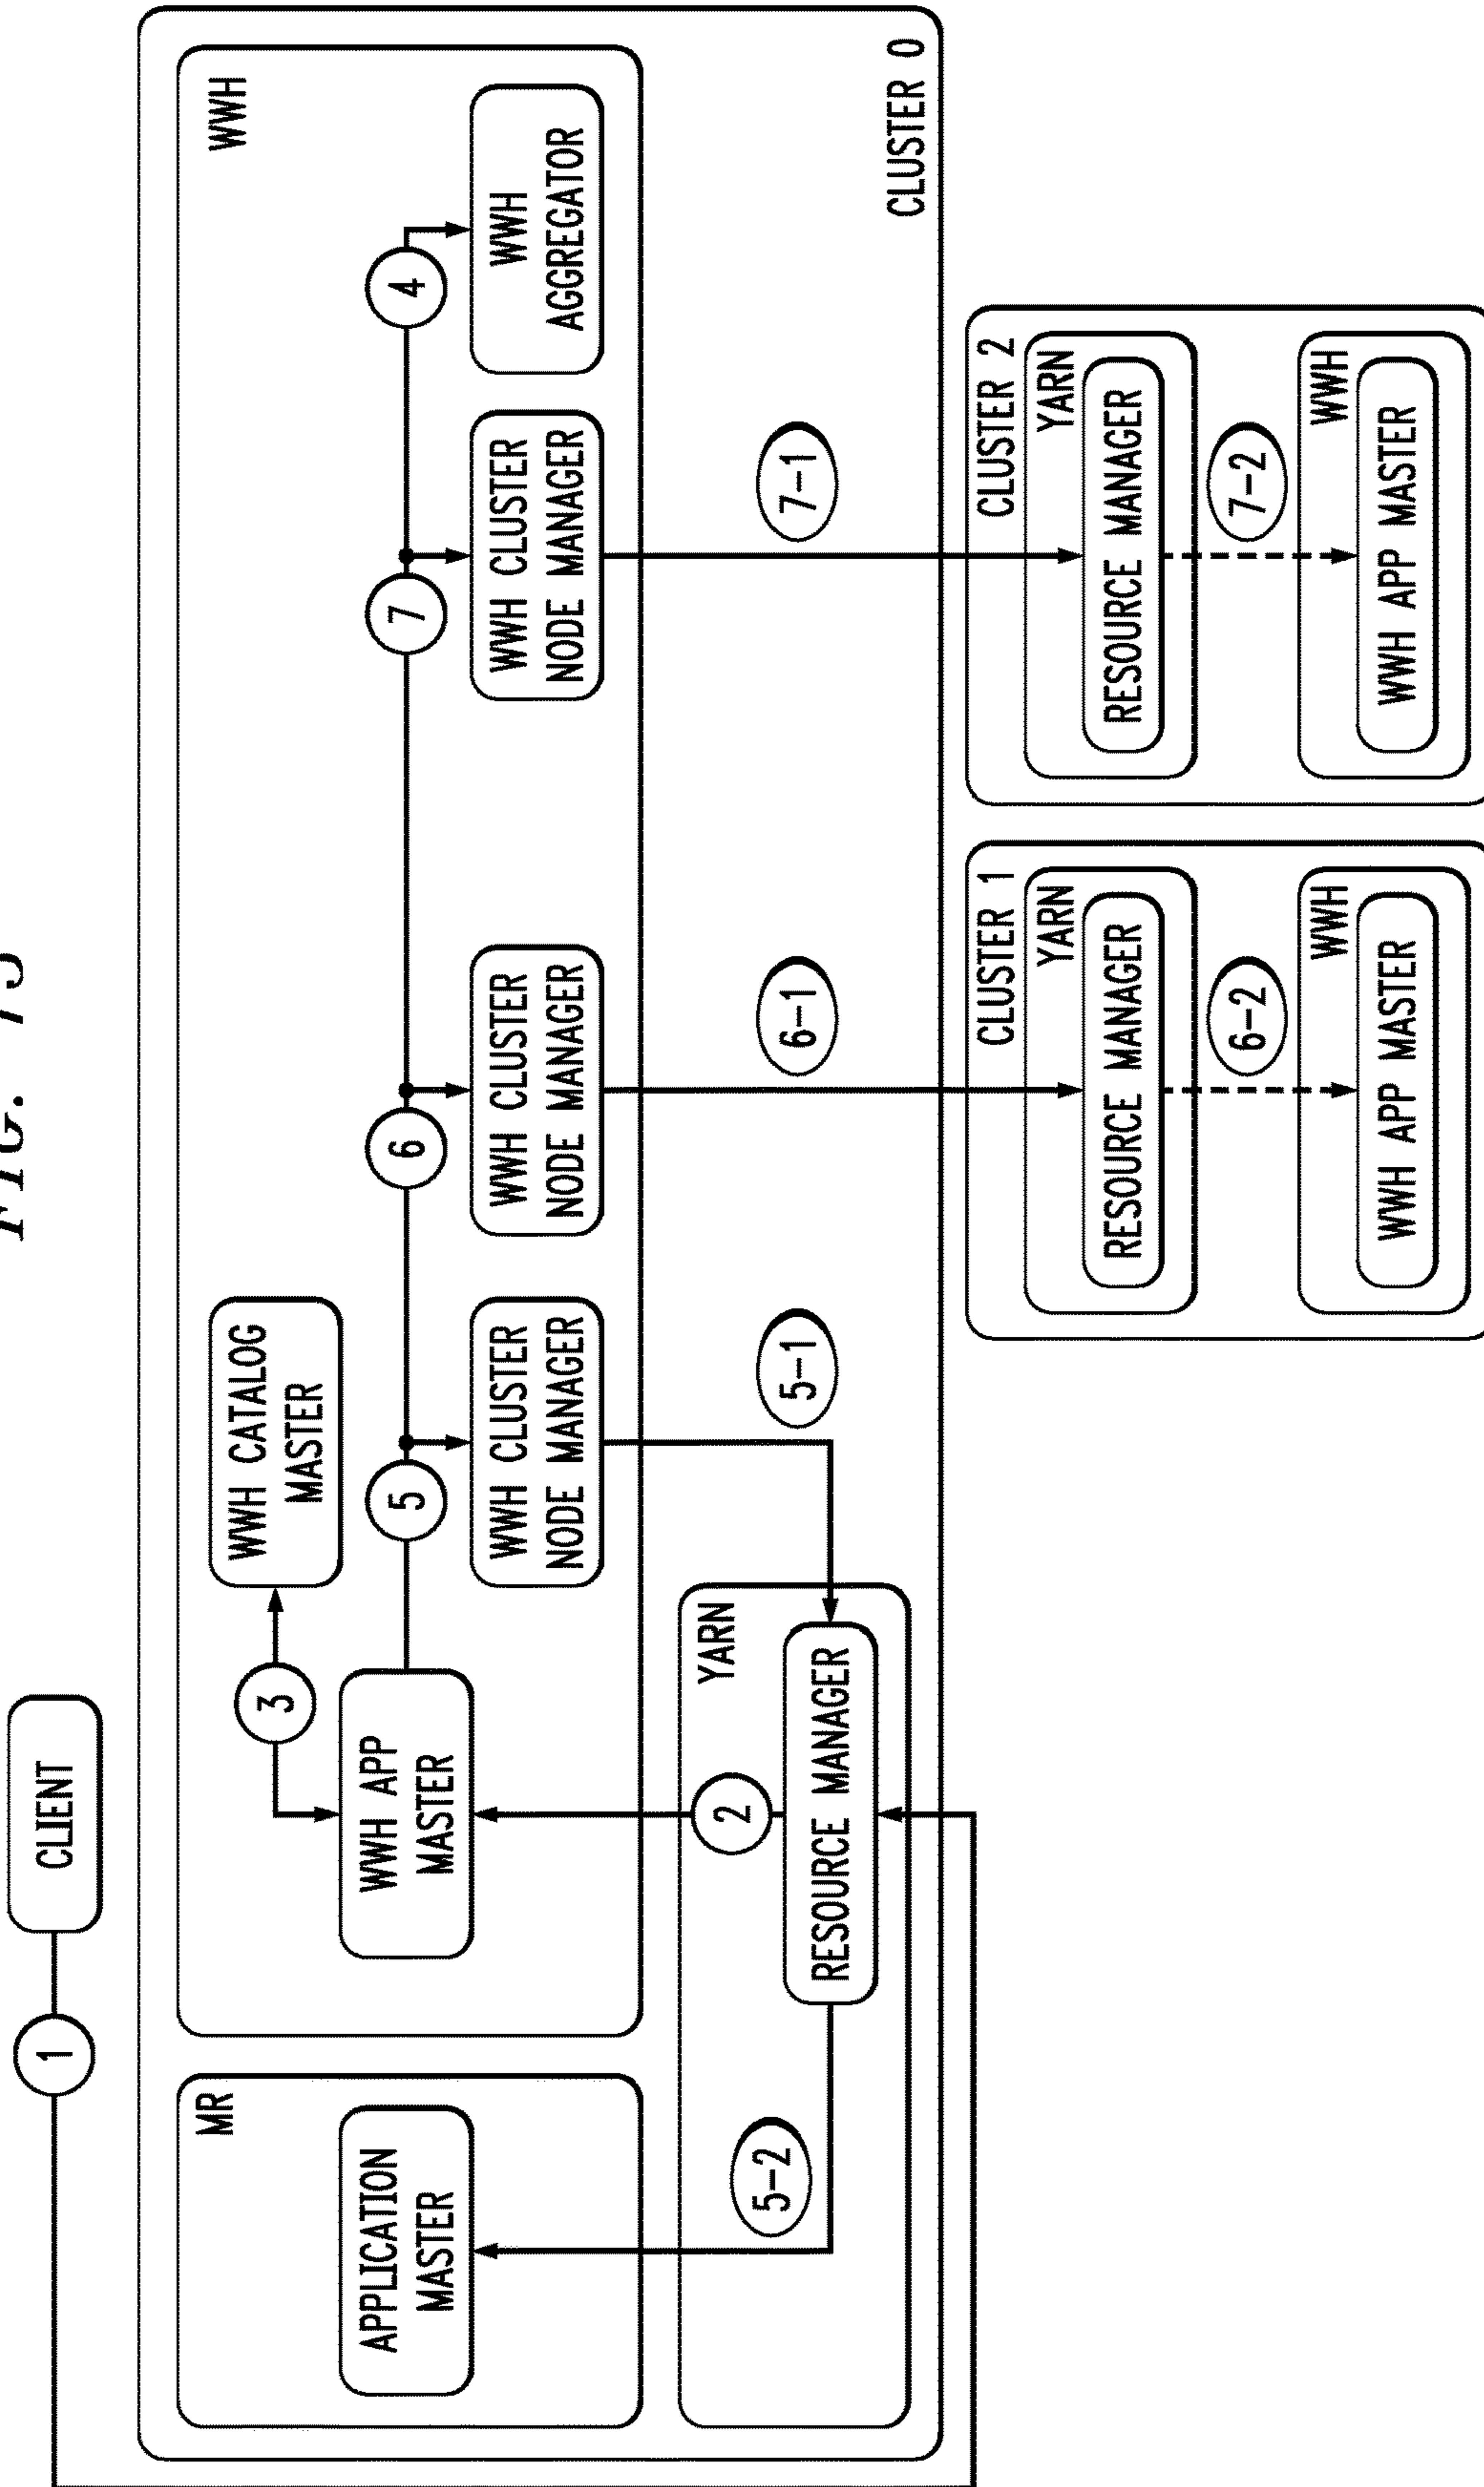 FIG.
1
CLIENT
MR
APPLICATION
MASTER
WWH
WWH CATALOG
MASTER
3
WWH APP
MASTER
5
6
7
4
WWH CLUSTER
NODE MANAGER
WWH CLUSTER
NODE MANAGER
WWH CLUSTER
NODE MANAGER
WWH
AGGREGATOR
YARN
2
5-2
RESOURCE MANAGER
5-1
6-1
7-1
CLUSTER 0
CLUSTER 1
YARN
RESOURCE MANAGER
6-2
WWH
WWH APP MASTER
CLUSTER 2
YARN
RESOURCE MANAGER
7-2
WWH
WWH APP MASTER